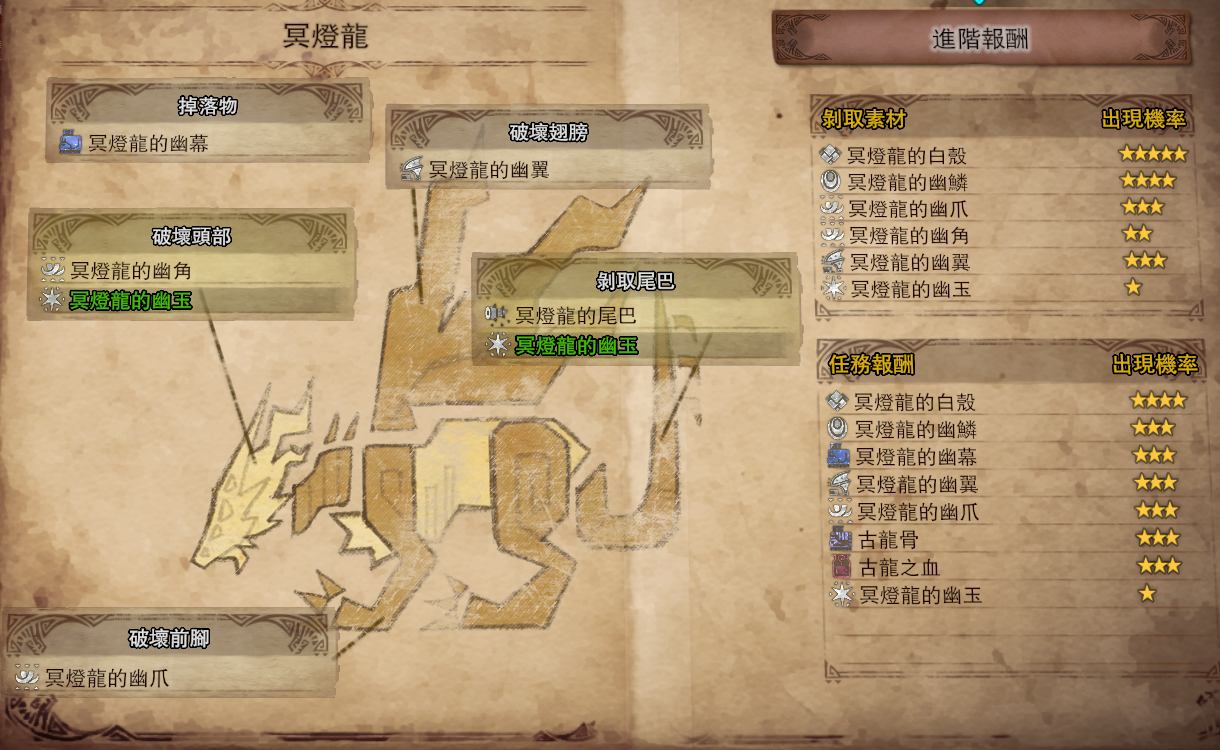 冥燈龍
掉落物
冥燈龍的幽幕
破壞翅膀
冥燈龍的幽翼
破壞頭部
冥燈龍的幽角
冥燈龍的幽玉
剝取尾巴
冥燈龍的尾巴
冥燈龍的幽玉
破壞前腳
冥燈龍的幽爪
進階報酬
剝取素材 出現機率
冥燈龍的白殼
冥燈龍的幽鱗
冥燈龍的幽爪
冥燈龍的幽角
冥燈龍的幽翼
冥燈龍的幽玉
任務報酬 出現機率
冥燈龍的白殼
冥燈龍的幽鱗
冥燈龍的幽幕
冥燈龍的幽翼
冥燈龍的幽爪
古龍骨
古龍之血
冥燈龍的幽玉